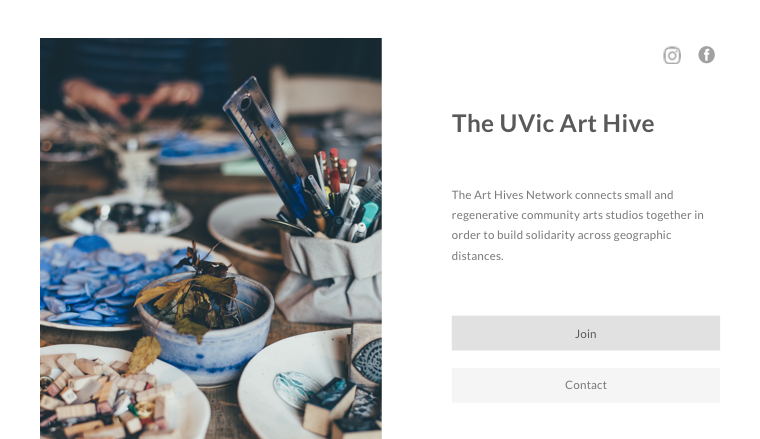 The UVic Art Hive
The Art Hives Network connects small and
regenerative community arts studios together in
order to build solidarity across geographic
distances.
Join
Contact